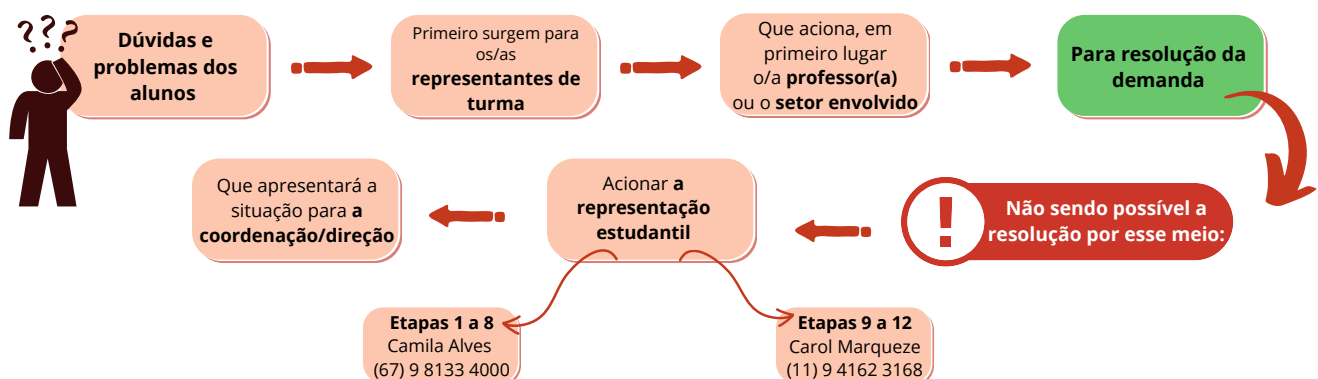 ???
Dúvidas e
problemas dos
alunos
Primeiro surgem para
os/as
representantes de
turma
Que aciona, em
primeiro lugar
o/a professor(a)
ou o setor envolvido
Para resolução da
demanda
!
Não sendo possível a
resolução por esse meio:
Acionar a
representação
estudantil
Que apresentará a
situação para a
coordenação/direção
Etapas 1 a 8
Camila Alves
(67) 9 8133 4000
Etapas 9 a 12
Carol Marqueze
(11) 9 4162 3168